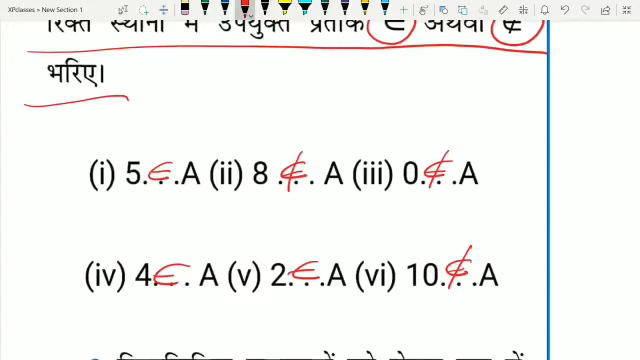 XPclasses » New Section 1
रिक्त स्थानों में उपयुक्त प्रतीक ∈ अथवा ∉
भरिए।
(i) 5.∈.A (ii) 8 .∉. . A (iii) 0.∉.A
(iv) 4.∈. . A (v) 2.∈.A (vi) 10.∉.A